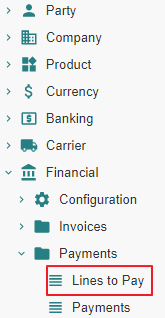 Party
Company
Product
Currency
Banking
Carrier
Financial
Configuration
Invoices
Payments
Lines to Pay
Payments